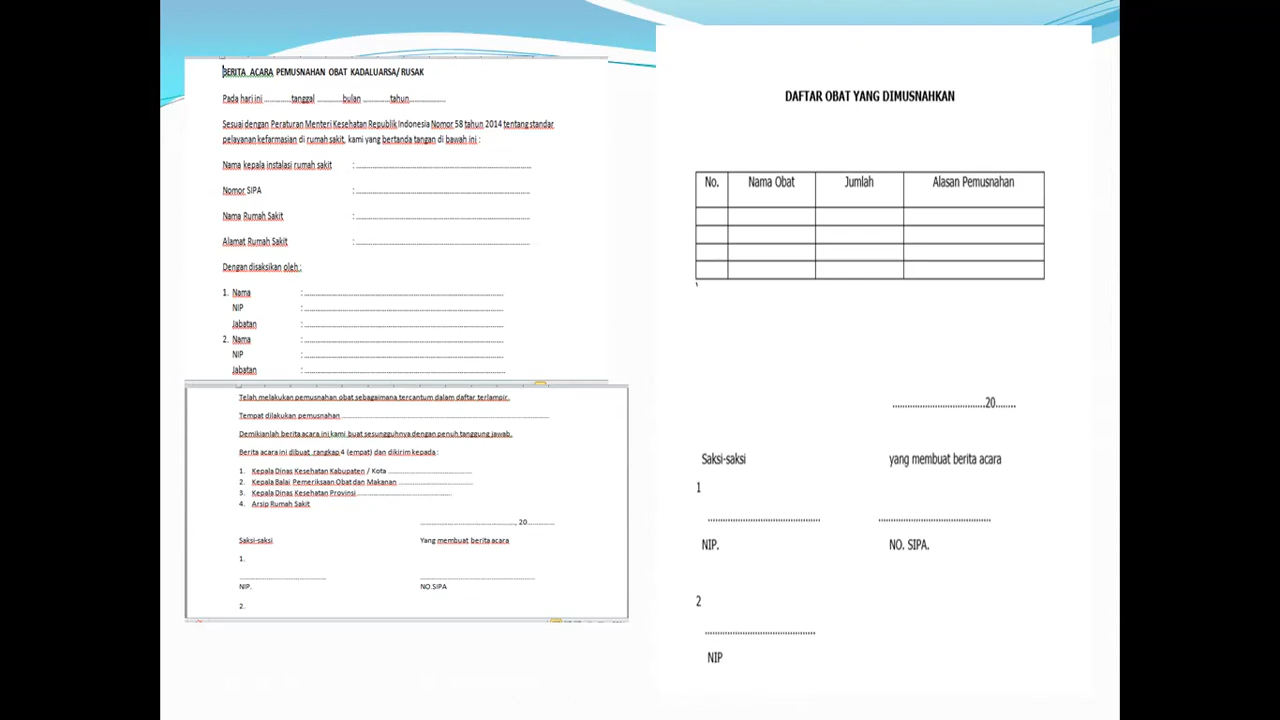 BERITA ACARA PEMUSNAHAN OBAT KADALUARSA/ RUSAK
Pada hari ini ..............tanggal .............bulan ..............tahun..................
Sesuai dengan Peraturan Menteri Kesehatan Republik Indonesia Nomor 58 tahun 2014 tentang standar
pelayanan kefarmasian di rumah sakit, kami yang bertanda tangan di bawah ini :
Nama kepala instalasi rumah sakit : ..........................................................................
Nomor SIPA : ..........................................................................
Nama Rumah Sakit : ..........................................................................
Alamat Rumah Sakit : ..........................................................................
Dengan disaksikan oleh :
1. Nama : ....................................................................................
NIP : ....................................................................................
Jabatan : ....................................................................................
2. Nama : ....................................................................................
NIP : ....................................................................................
Jabatan : ....................................................................................
Telah melakukan pemusnahan obat sebagaimana tercantum dalam daftar terlampir.
Tempat dilakukan pemusnahan ....................................................................................
Demikianlah berita acara ini kami buat sesungguhnya dengan penuh tanggung jawab.
Berita acara ini dibuat rangkap 4 (empat) dan dikirim kepada :
1. Kepala Dinas Kesehatan Kabupaten / Kota ......................................
2. Kepala Balai Pemeriksaan Obat dan Makanan ..................................
3. Kepala Dinas Kesehatan Provinsi ..........................................
4. Arsip Rumah Sakit
..............................................., 20..............
Saksi-saksi Yang membuat berita acara
1.
.......................................... ......................................................
NIP. NO.SIPA
2.
DAFTAR OBAT YANG DIMUSNAHKAN
No. Nama Obat Jumlah Alasan Pemusnahan
......................................20........
Saksi-saksi yang membuat berita acara
1
.............................................. ..............................................
NIP. NO. SIPA.
2
.............................................
NIP